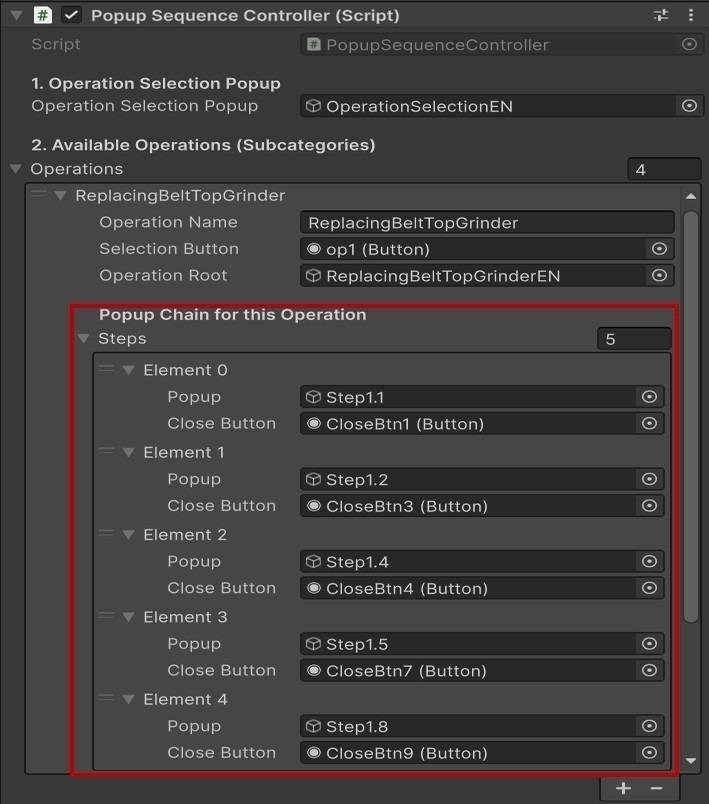 Popup Sequence Controller (Script)
Script PopupSequenceController
1. Operation Selection Popup
Operation Selection Popup OperationSelectionEN
2. Available Operations (Subcategories)
Operations 4
ReplacingBeltTopGrinder
Operation Name ReplacingBeltTopGrinder
Selection Button op1 (Button)
Operation Root ReplacingBeltTopGrinderEN
Popup Chain for this Operation
Steps 5
Element 0
Popup Step1.1
Close Button CloseBtn1 (Button)
Element 1
Popup Step1.2
Close Button CloseBtn3 (Button)
Element 2
Popup Step1.4
Close Button CloseBtn4 (Button)
Element 3
Popup Step1.5
Close Button CloseBtn7 (Button)
Element 4
Popup Step1.8
Close Button CloseBtn9 (Button)